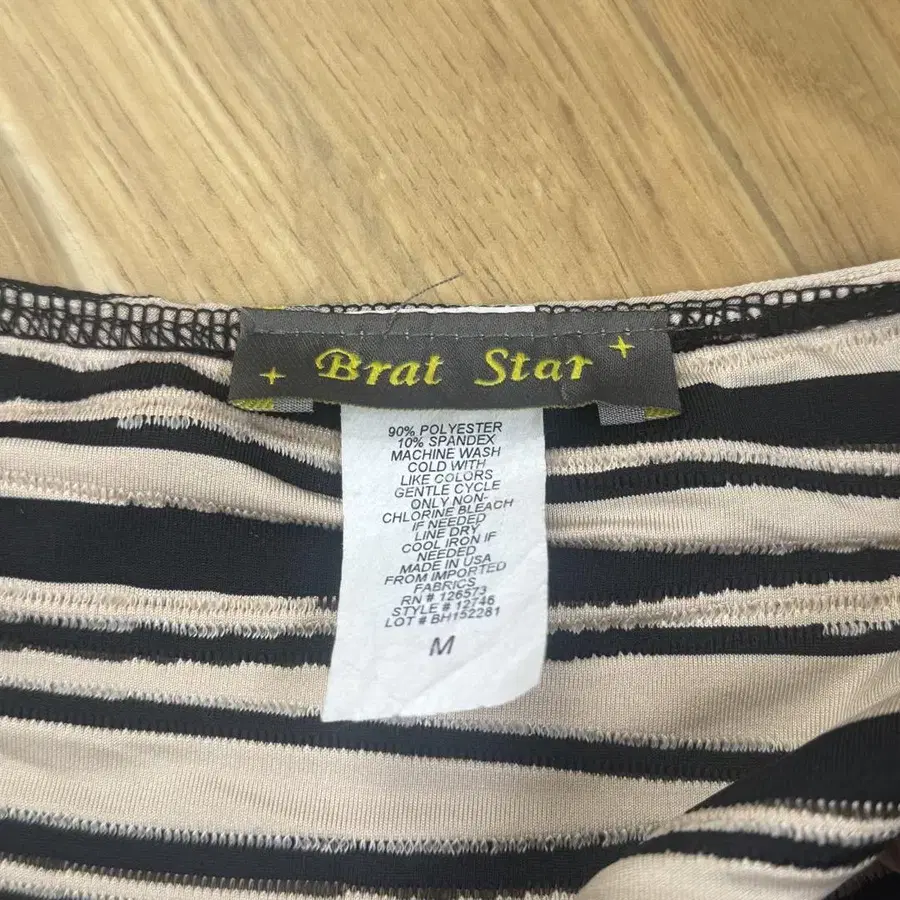 Brat Star
90% POLYESTER
10% SPANDEX
MACHINE WASH
COLD WITH
LIKE COLORS
GENTLE CYCLE
ONLY NON-
CHLORINE BLEACH
IF NEEDED
LINE DRY
COOL IRON IF
NEEDED
MADE IN USA
FROM IMPORTED
FABRICS
RN # 126573
STYLE # 12746
LOT # BH152281
M